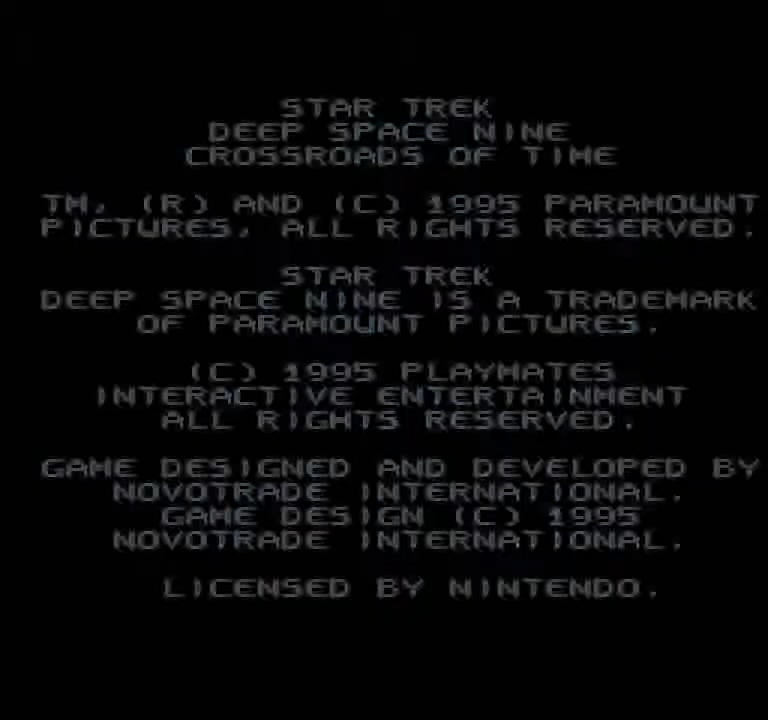 STAR TREK
DEEP SPACE NINE
CROSSROADS OF TIME
TM, (R) AND (C) 1995 PARAMOUNT
PICTURES. ALL RIGHTS RESERVED.
STAR TREK
DEEP SPACE NINE IS A TRADEMARK
OF PARAMOUNT PICTURES.
(C) 1995 PLAYMATES
INTERACTIVE ENTERTAINMENT
ALL RIGHTS RESERVED.
GAME DESIGNED AND DEVELOPED BY
NOVOTRADE INTERNATIONAL.
GAME DESIGN (C) 1995
NOVOTRADE INTERNATIONAL.
LICENSED BY NINTENDO.